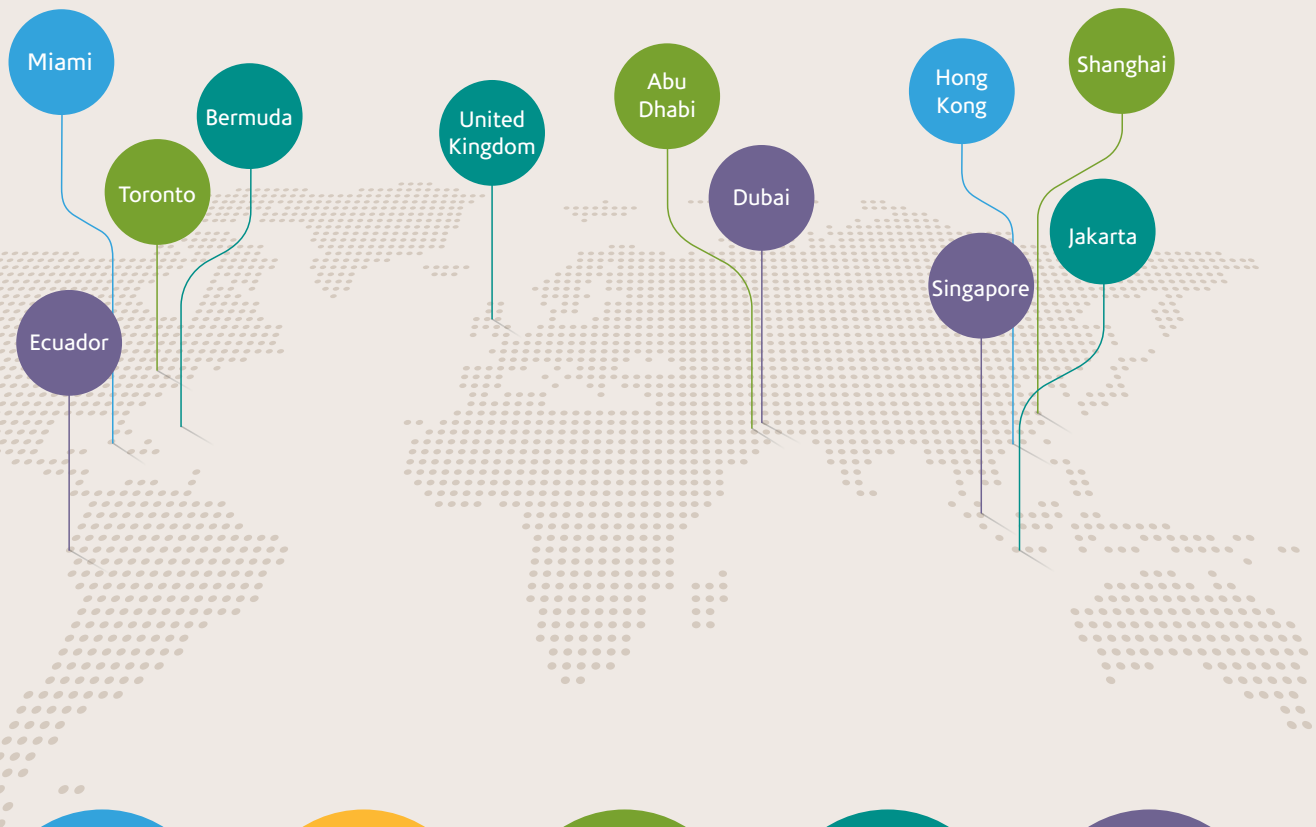 Miami
Bermuda
Toronto
Ecuador
United
Kingdom
Abu
Dhabi
Dubai
Hong
Kong
Shanghai
Jakarta
Singapore